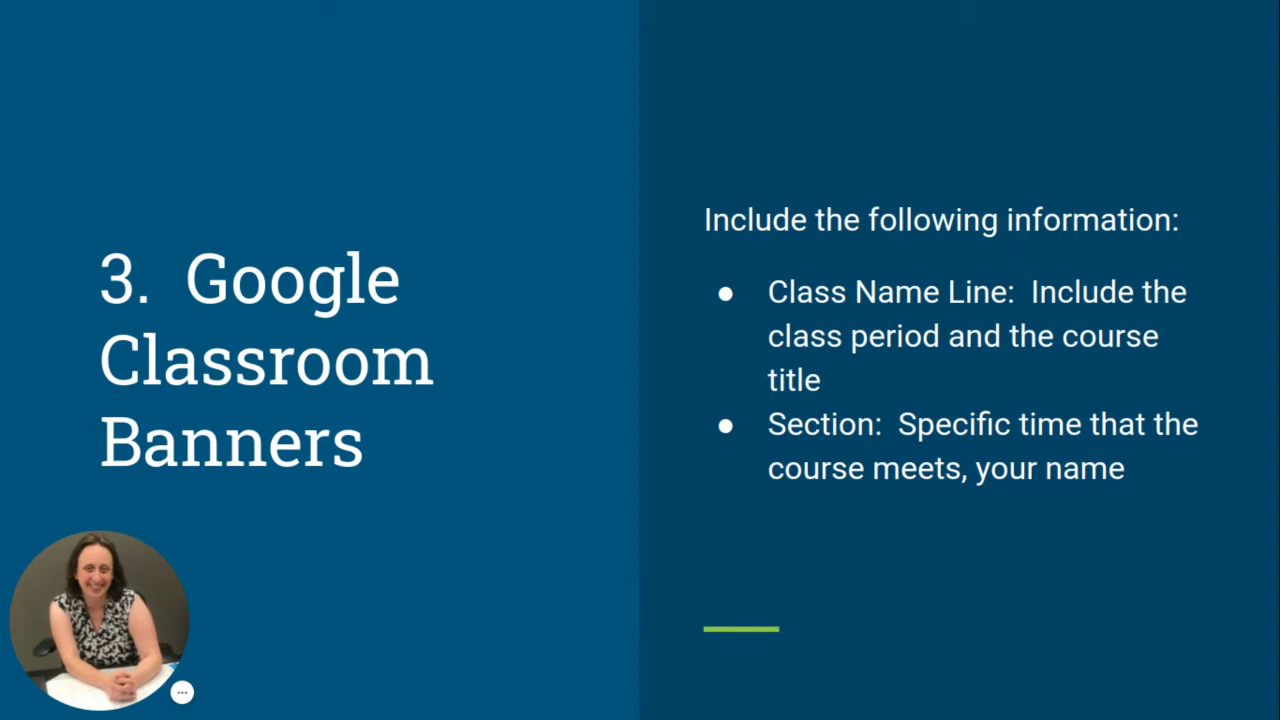 3. Google
Classroom
Banners
Include the following information:
● Class Name Line: Include the
class period and the course
title
● Section: Specific time that the
course meets, your name